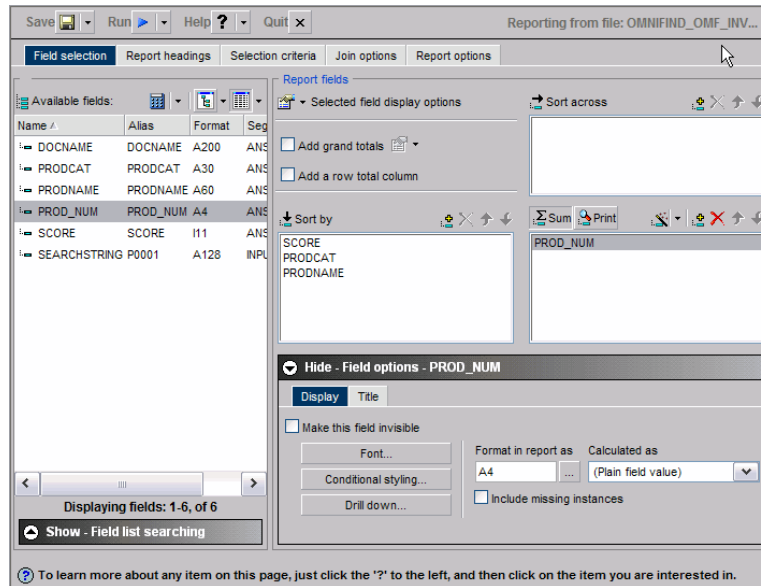 Save Run Help ? Quit x Reporting from file: OMNIFIND_OMF_INV...
Field selection Report headings Selection criteria Join options Report options
Report fields
Available fields:
Selected field display options
Sort across
Name Alias Format Seg
DOCNAME DOCNAME A200 ANS
PRODCAT PRODCAT A30 ANS
PRODNAME PRODNAME A60 ANS
PROD_NUM PROD_NUM A4 ANS
SCORE SCORE I11 ANS
SEARCHSTRING P0001 A128 INPU
Add grand totals
Add a row total column
Sort by
Sum Print
SCORE
PRODCAT
PRODNAME
PROD_NUM
Hide - Field options - PROD_NUM
Display Title
Make this field invisible
Font...
Conditional styling...
Drill down...
Format in report as Calculated as
A4 ... (Plain field value)
Include missing instances
Displaying fields: 1-6, of 6
Show - Field list searching
? To learn more about any item on this page, just click the '?' to the left, and then click on the item you are interested in.